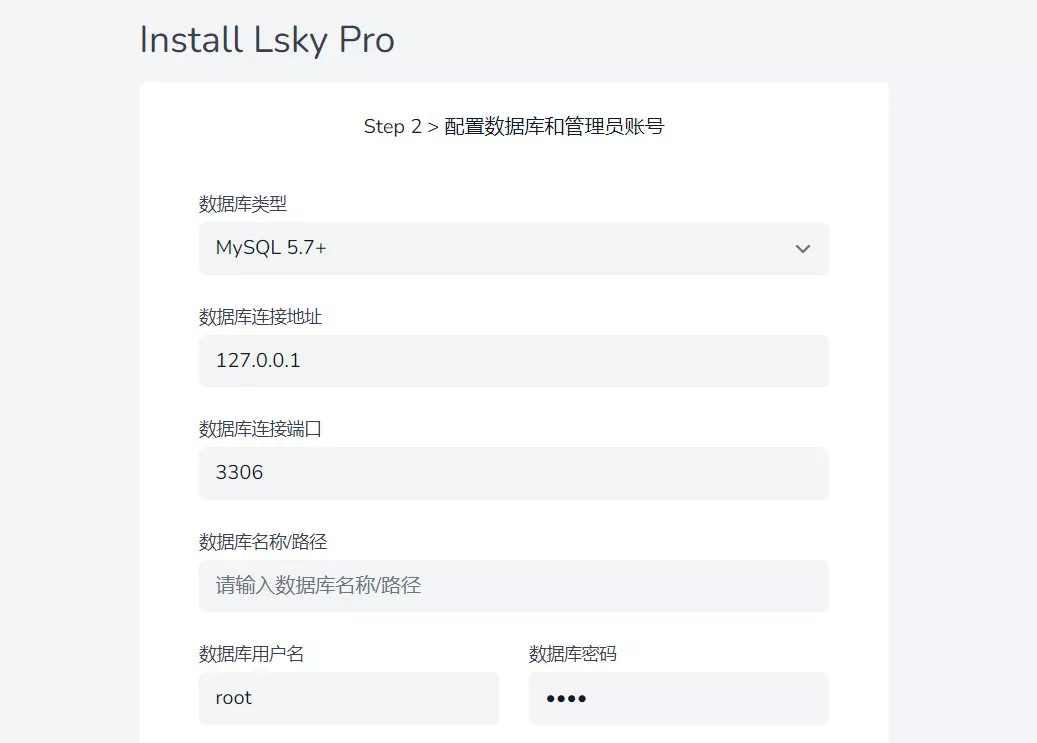 Install Lsky Pro
Step 2 > 配置数据库和管理员账号
数据库类型
MySQL 5.7+
数据库连接地址
127.0.0.1
数据库连接端口
3306
数据库名称/路径
请输入数据库名称/路径
数据库用户名 数据库密码
root ••••